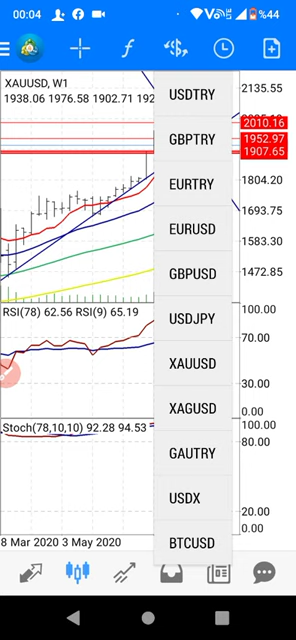 00:04
%44
XAUUSD, W1
1938.06 1976.58 1902.71 192
USDTRY
GBPTRY
EURTRY
EURUSD
GBPUSD
USDJPY
XAUUSD
XAGUSD
GAUTRY
USDX
BTCUSD
2135.55
2010.16
1952.97
1907.65
1804.20
1693.75
1583.30
1472.85
RSI(78) 62.56 RSI(9) 65.19
100.00
70.00
30.00
0.00
Stoch(78,10,10) 92.28 94.53
100.00
80.00
20.00
0.00
8 Mar 2020 3 May 2020